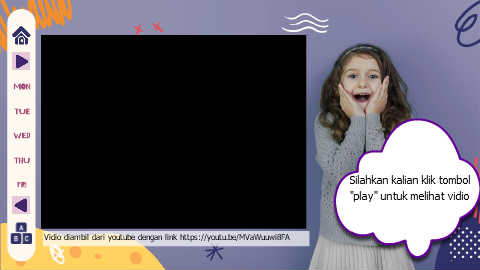 MON
TUE
WED
THU
FRI
A
B C
Silahkan kalian klik tombol
"play" untuk melihat vidio
Vidio diambil dari youtube dengan link https://youtu.be/MVaWuuwi8FA